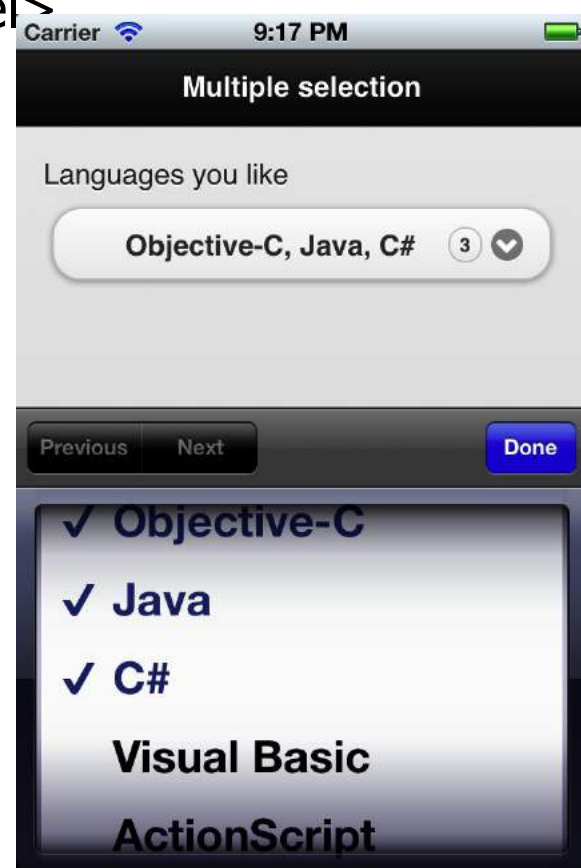 el>
Carrier 9:17 PM
Multiple selection
Languages you like
Objective-C, Java, C# 3
Previous Next Done
✓ Objective-C
✓ Java
✓ C#
Visual Basic
ActionScript